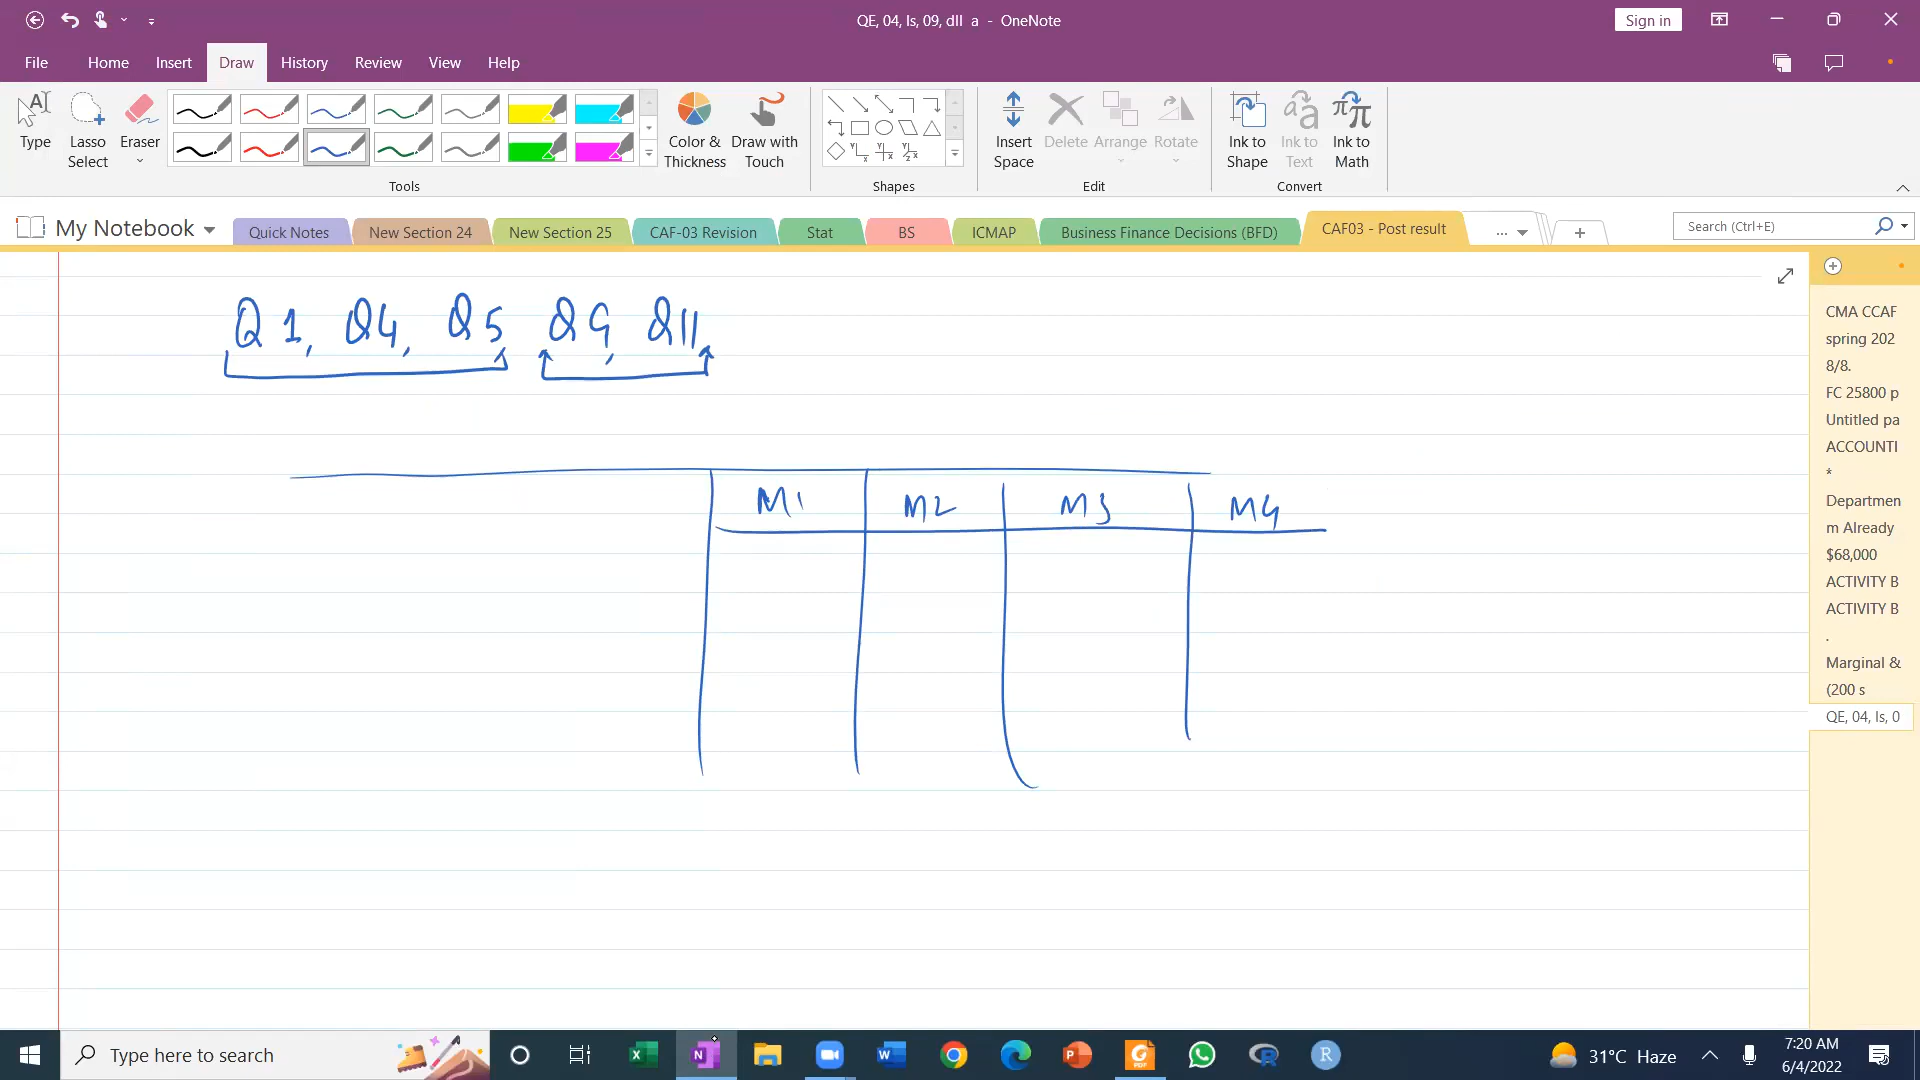 QE, 04, Is, 09, dll a - OneNote
Sign in
File Home Insert Draw History Review View Help
Type Lasso Select Eraser Color & Thickness Draw with Touch Insert Space Delete Arrange Rotate Ink to Shape Ink to Text Ink to Math
Tools Shapes Edit Convert
My Notebook Quick Notes New Section 24 New Section 25 CAF-03 Revision Stat BS ICMAP Business Finance Decisions (BFD) CAF03 - Post result ... Search (Ctrl+E)
Q 1, Q4, Q5 Q9, Q11
M1 M2 M3 M4
CMA CCAF
spring 202
8/8.
FC 25800 p
Untitled pa
ACCOUNTI
*
Departmen
m Already
$68,000
ACTIVITY B
ACTIVITY B
.
Marginal &
(200 s
QE, 04, Is, 0
Type here to search 31°C Haze 7:20 AM
6/4/2022